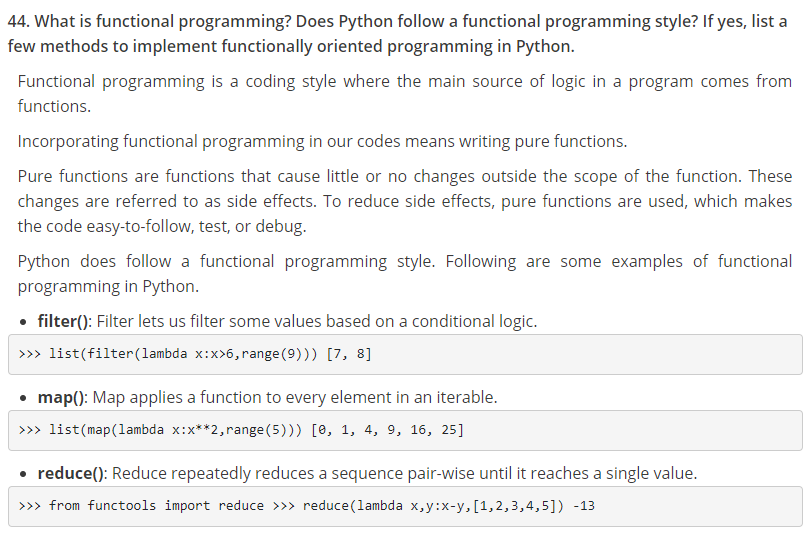 44. What is functional programming? Does Python follow a functional programming style? If yes, list a
few methods to implement functionally oriented programming in Python.
Functional programming is a coding style where the main source of logic in a program comes from
functions.
Incorporating functional programming in our codes means writing pure functions.
Pure functions are functions that cause little or no changes outside the scope of the function. These
changes are referred to as side effects. To reduce side effects, pure functions are used, which makes
the code easy-to-follow, test, or debug.
Python does follow a functional programming style. Following are some examples of functional
programming in Python.
• filter(): Filter lets us filter some values based on a conditional logic.
>>> list(filter(lambda x:x>6,range(9))) [7, 8]
• map(): Map applies a function to every element in an iterable.
>>> list(map(lambda x:x**2,range(5))) [0, 1, 4, 9, 16, 25]
• reduce(): Reduce repeatedly reduces a sequence pair-wise until it reaches a single value.
>>> from functools import reduce >>> reduce(lambda x,y:x-y,[1,2,3,4,5]) -13